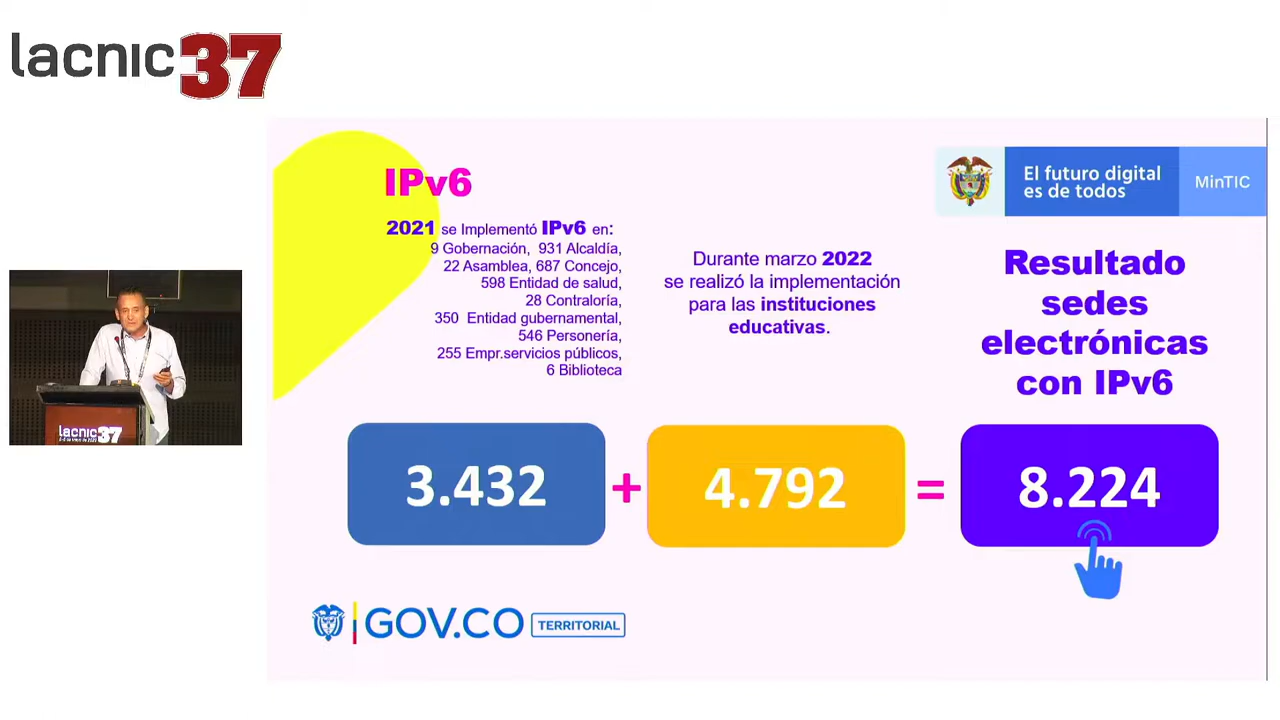 lacnic37
IPv6
2021 se Implementó IPv6 en:
9 Gobernación, 931 Alcaldía,
22 Asamblea, 687 Concejo,
598 Entidad de salud,
28 Contraloría,
350 Entidad gubernamental,
546 Personería,
255 Empr.servicios públicos,
6 Biblioteca
Durante marzo 2022
se realizó la implementación
para las instituciones
educativas.
El futuro digital
es de todos
MinTIC
Resultado
sedes
electrónicas
con IPv6
3.432 + 4.792 = 8.224
GOV.CO TERRITORIAL
lacnic37